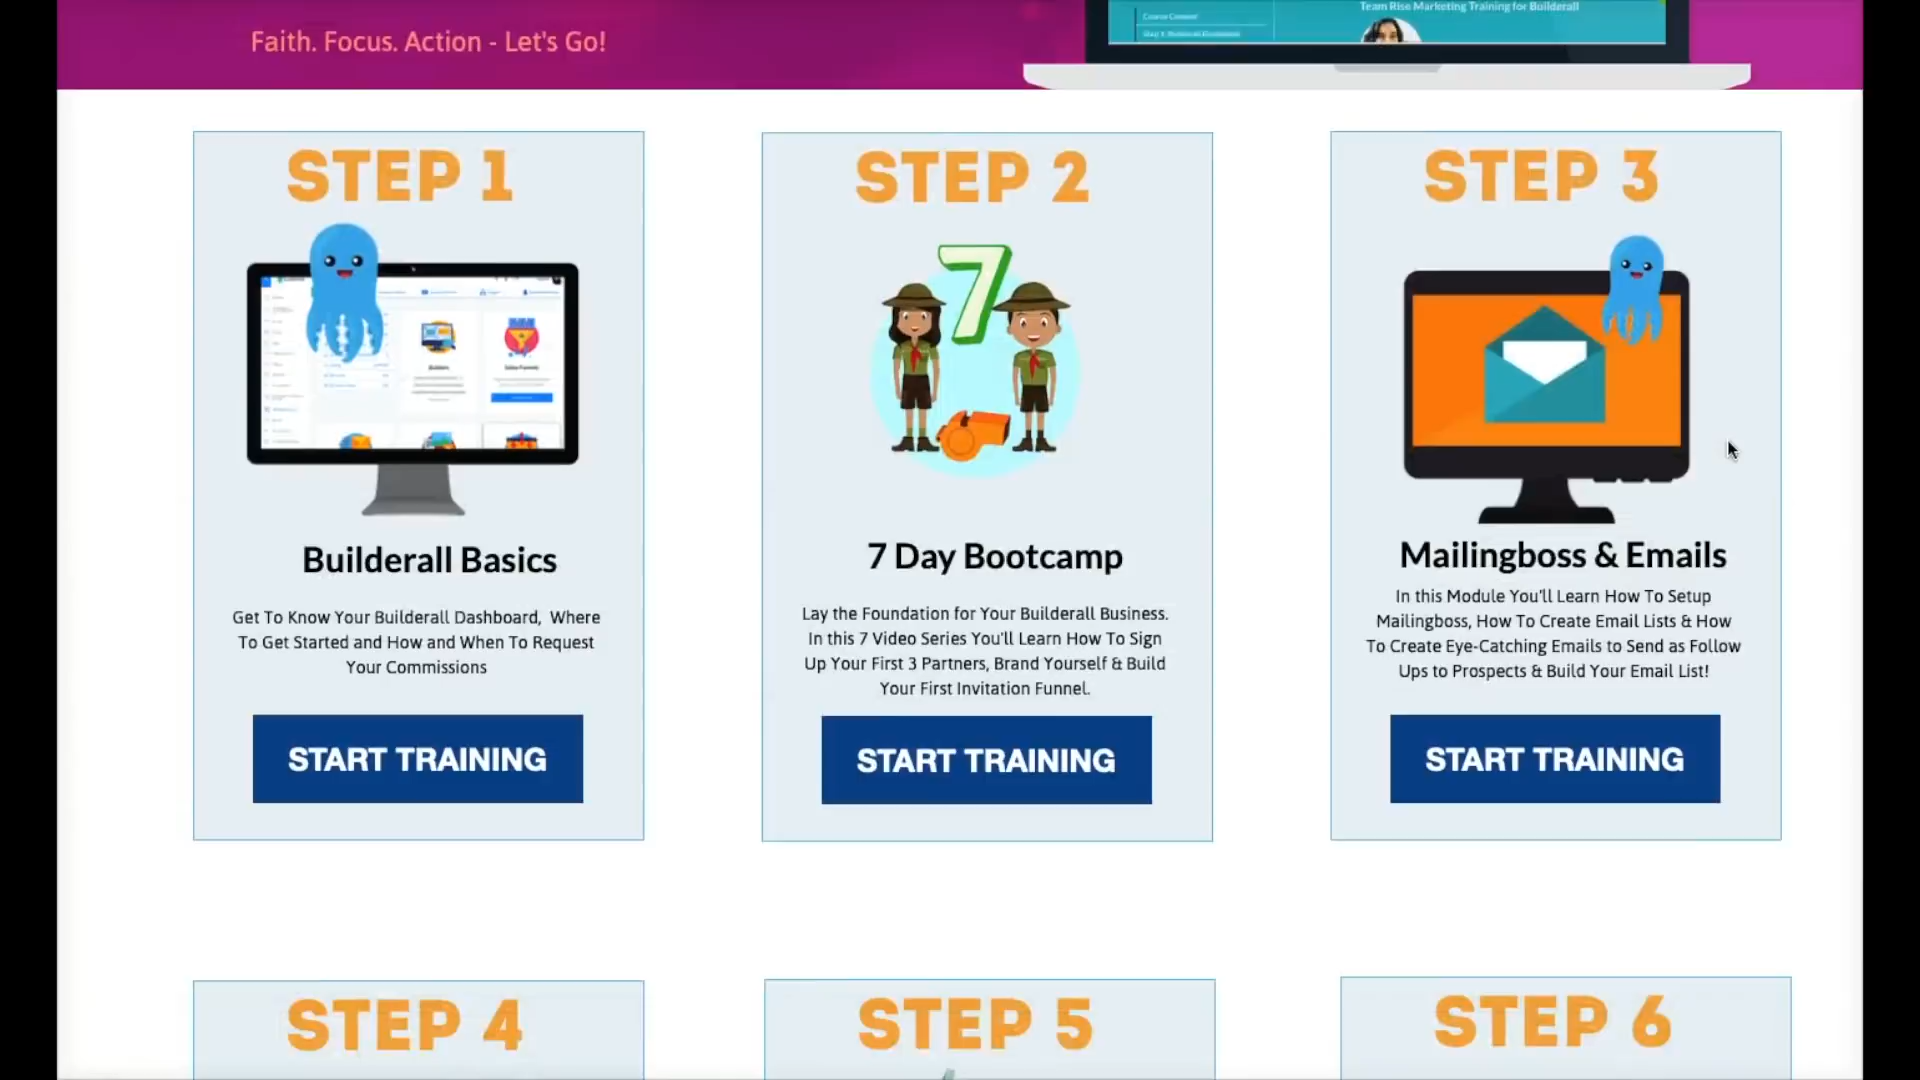 Faith. Focus. Action - Let's Go!
Team Rise Marketing Training for Builderall
Course Content
STEP 1
STEP 2
STEP 3
7
Builderall Basics
Get To Know Your Builderall Dashboard, Where
To Get Started and How and When To Request
Your Commissions
START TRAINING
7 Day Bootcamp
Lay the Foundation for Your Builderall Business.
In this 7 Video Series You'll Learn How To Sign
Up Your First 3 Partners, Brand Yourself & Build
Your First Invitation Funnel.
START TRAINING
Mailingboss & Emails
In this Module You'll Learn How To Setup
Mailingboss, How To Create Email Lists & How
To Create Eye-Catching Emails to Send as Follow
Ups to Prospects & Build Your Email List!
START TRAINING
STEP 4
STEP 5
STEP 6